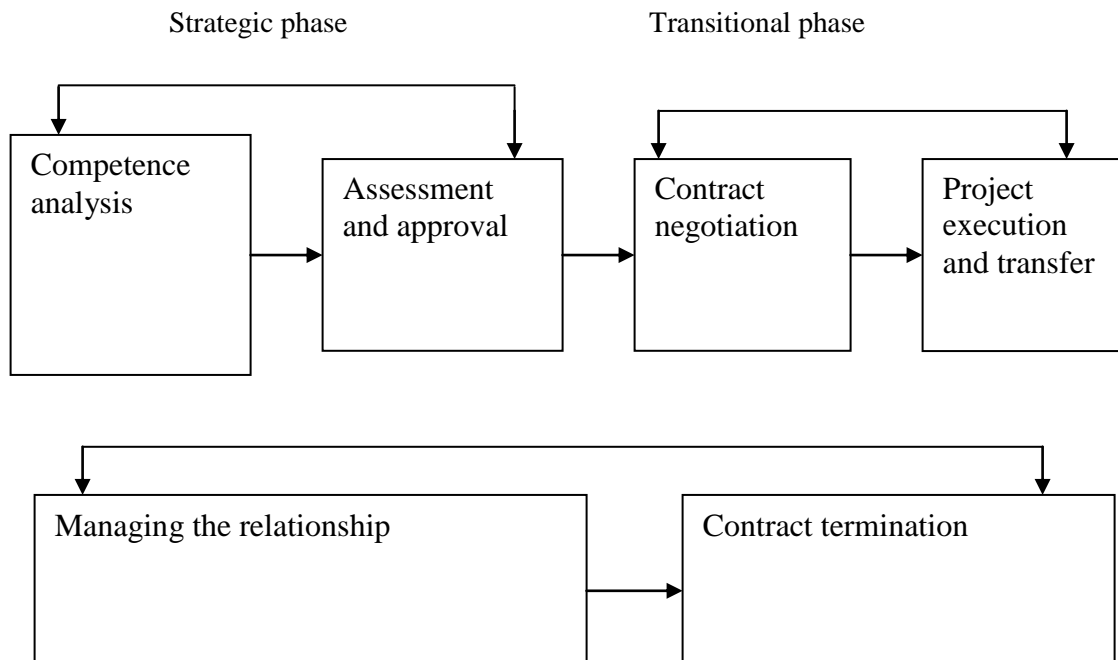 Strategic phase
Transitional phase
Competence
analysis
Assessment
and approval
Contract
negotiation
Project
execution
and transfer
Managing the relationship
Contract termination